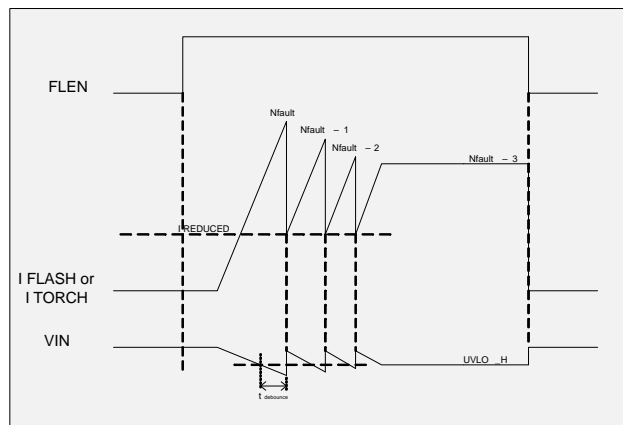 FLEN
Nfault
Nfault – 1
Nfault – 2
Nfault – 3
I REDUCED
I FLASH or
I TORCH
VIN
UVLO _H
t debounce